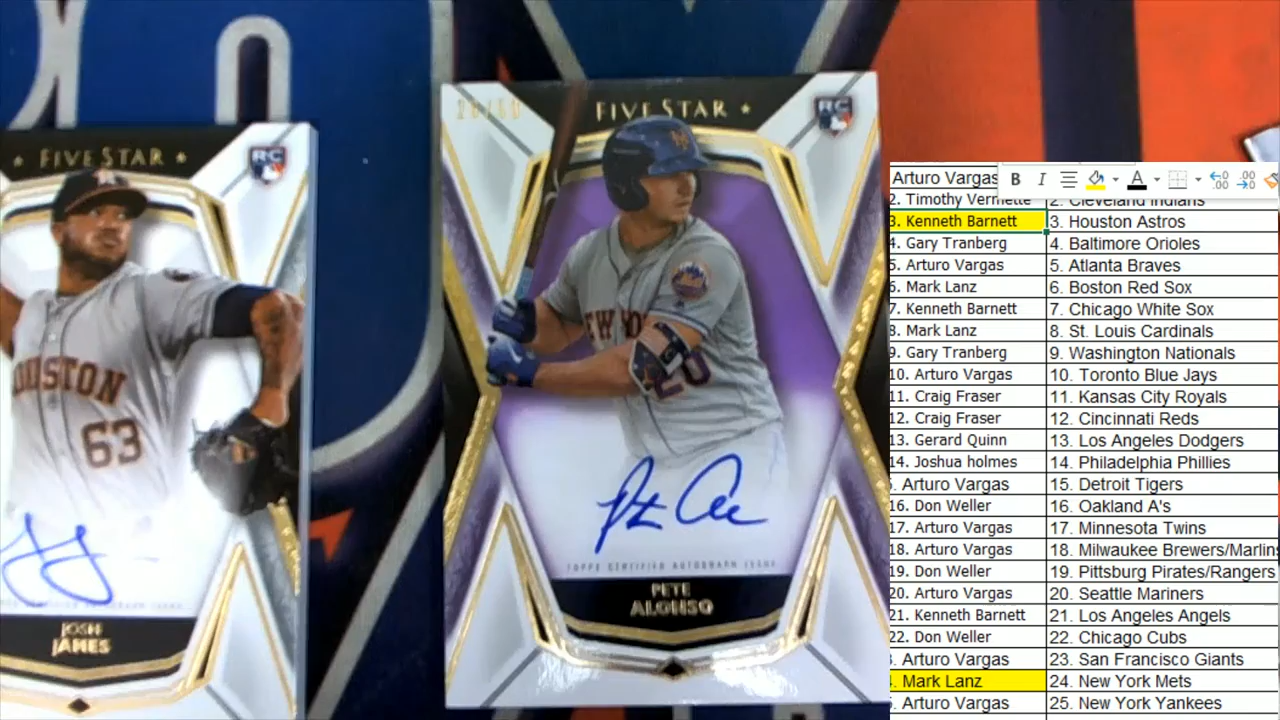 FIVE STAR
RC
HOUSTON
63
JOSH
JAMES
FIVE STAR
RC
20
TOPPS CERTIFIED AUTOGRAPH ISSUE
PETE
ALONSO
Arturo Vargas
B I A
2. Timothy Vermette 2. Cleveland Indians
3. Kenneth Barnett 3. Houston Astros
4. Gary Tranberg 4. Baltimore Orioles
5. Arturo Vargas 5. Atlanta Braves
6. Mark Lanz 6. Boston Red Sox
7. Kenneth Barnett 7. Chicago White Sox
8. Mark Lanz 8. St. Louis Cardinals
9. Gary Tranberg 9. Washington Nationals
10. Arturo Vargas 10. Toronto Blue Jays
11. Craig Fraser 11. Kansas City Royals
12. Craig Fraser 12. Cincinnati Reds
13. Gerard Quinn 13. Los Angeles Dodgers
14. Joshua holmes 14. Philadelphia Phillies
5. Arturo Vargas 15. Detroit Tigers
16. Don Weller 16. Oakland A's
17. Arturo Vargas 17. Minnesota Twins
18. Arturo Vargas 18. Milwaukee Brewers/Marlin
19. Don Weller 19. Pittsburg Pirates/Rangers
20. Arturo Vargas 20. Seattle Mariners
21. Kenneth Barnett 21. Los Angeles Angels
22. Don Weller 22. Chicago Cubs
. Arturo Vargas 23. San Francisco Giants
. Mark Lanz 24. New York Mets
. Arturo Vargas 25. New York Yankees